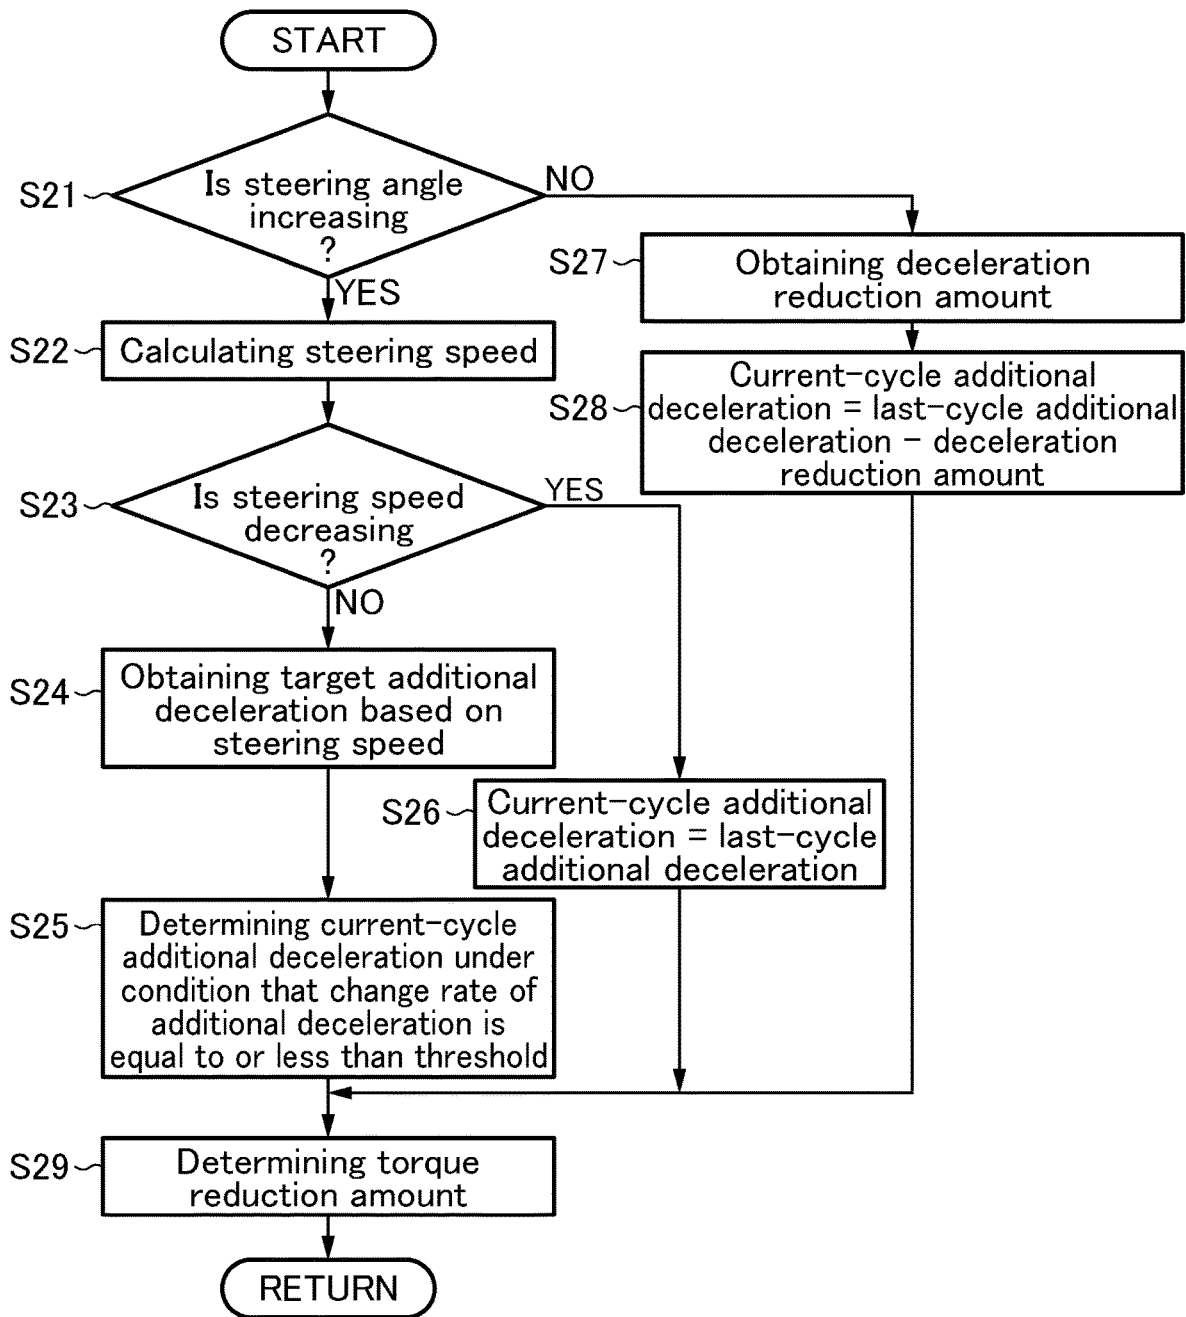 START
S21
Is steering angle
increasing
?
NO
YES
S27
Obtaining deceleration
reduction amount
S22
Calculating steering speed
S28
Current-cycle additional
deceleration = last-cycle additional
deceleration - deceleration
reduction amount
S23
Is steering speed
decreasing
?
YES
NO
S24
Obtaining target additional
deceleration based on
steering speed
S26
Current-cycle additional
deceleration = last-cycle
additional deceleration
S25
Determining current-cycle
additional deceleration under
condition that change rate of
additional deceleration is
equal to or less than threshold
S29
Determining torque
reduction amount
RETURN